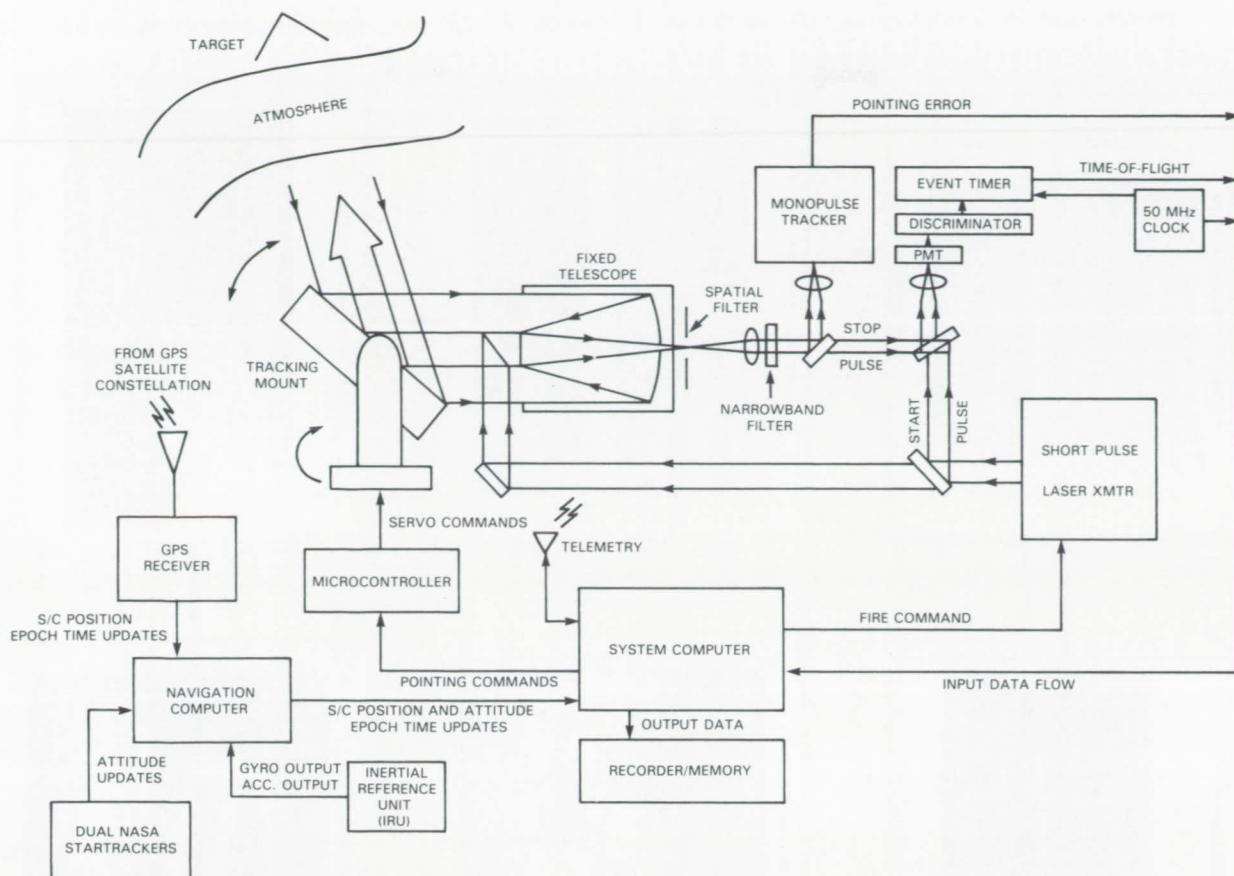 TARGET
ATMOSPHERE
POINTING ERROR
MONOPULSE
TRACKER
EVENT TIMER
TIME-OF-FLIGHT
DISCRIMINATOR
50 MHz
CLOCK
PMT
FIXED
TELESCOPE
SPATIAL
FILTER
STOP
PULSE
NARROWBAND
FILTER
TRACKING
MOUNT
FROM GPS
SATELLITE
CONSTELLATION
START
PULSE
SHORT PULSE
LASER XMTR
SERVO COMMANDS
TELEMETRY
GPS
RECEIVER
MICROCONTROLLER
S/C POSITION
EPOCH TIME UPDATES
SYSTEM COMPUTER
FIRE COMMAND
POINTING COMMANDS
INPUT DATA FLOW
NAVIGATION
COMPUTER
S/C POSITION AND ATTITUDE
EPOCH TIME UPDATES
OUTPUT DATA
RECORDER/MEMORY
ATTITUDE
UPDATES
GYRO OUTPUT
ACC. OUTPUT
INERTIAL
REFERENCE
UNIT
(IRU)
DUAL NASA
STARTRACKERS